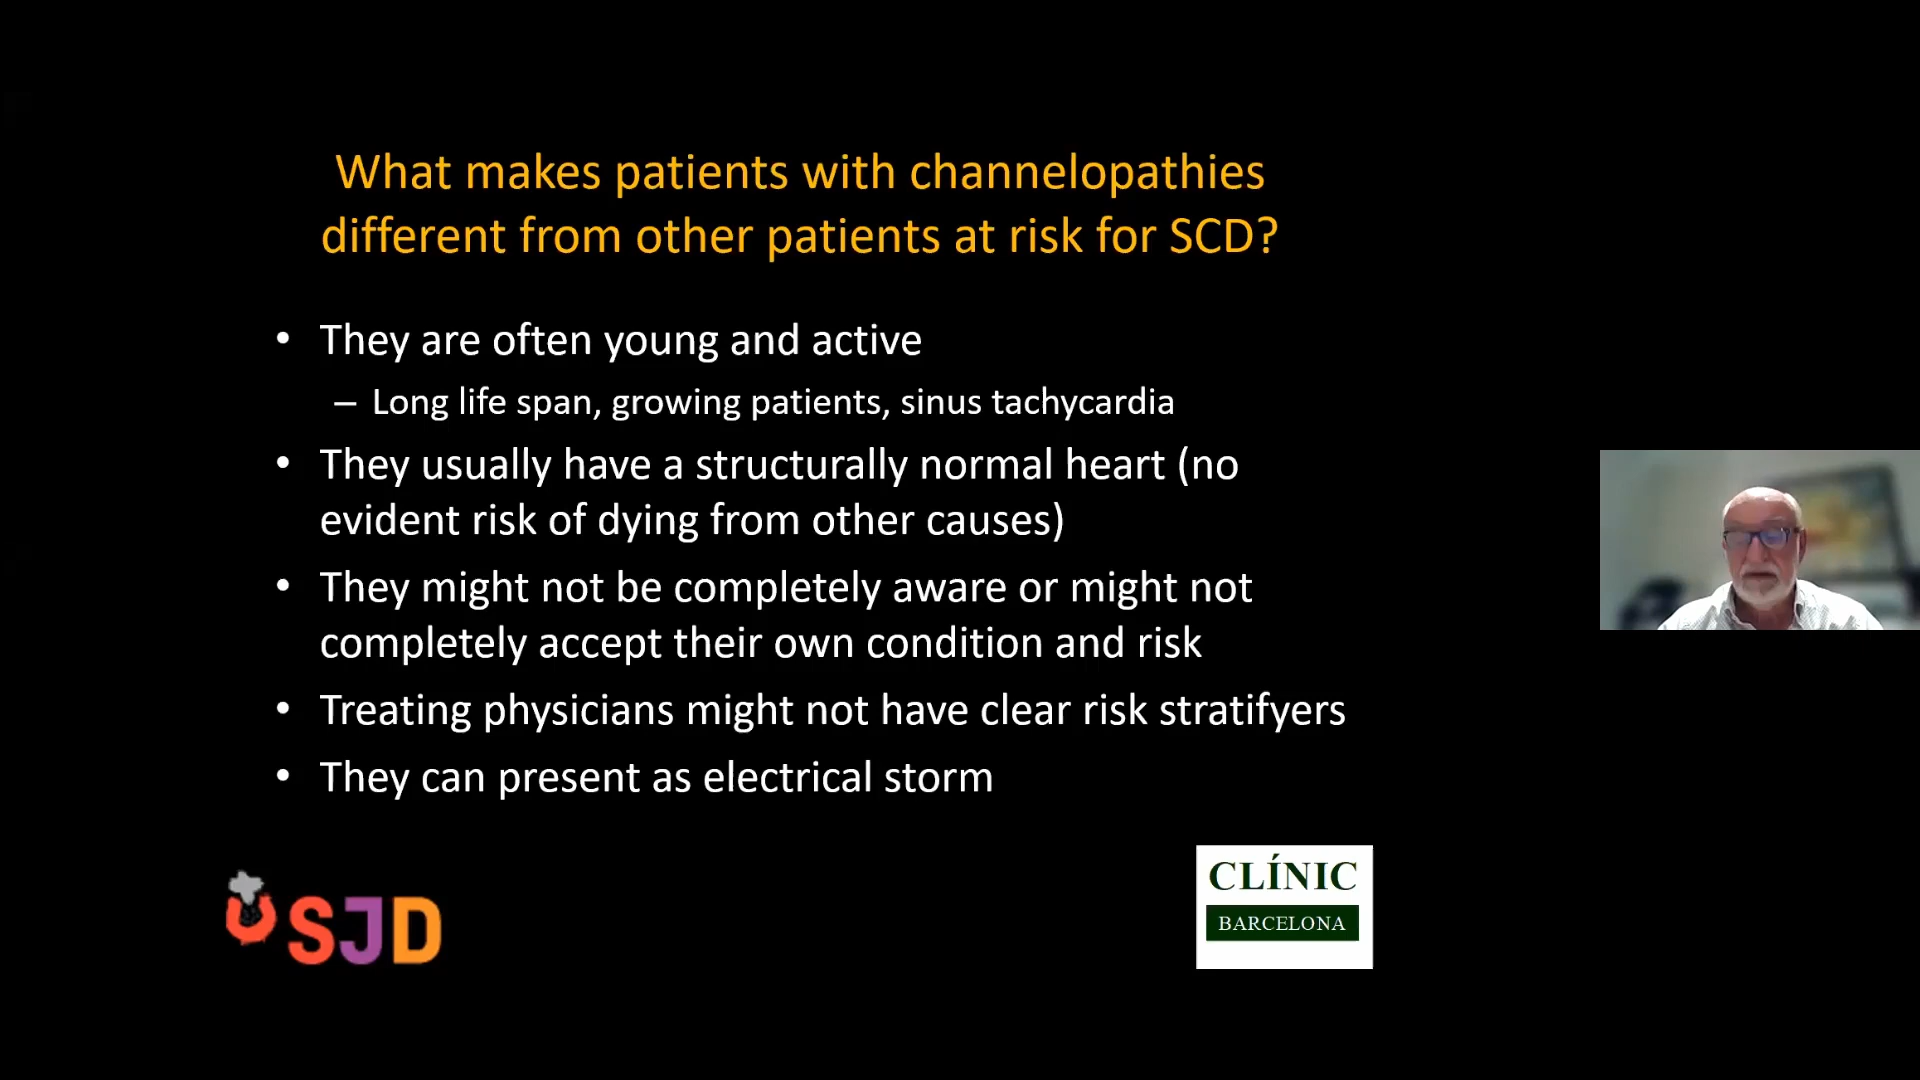 What makes patients with channelopathies
different from other patients at risk for SCD?
• They are often young and active
– Long life span, growing patients, sinus tachycardia
• They usually have a structurally normal heart (no
evident risk of dying from other causes)
• They might not be completely aware or might not
completely accept their own condition and risk
• Treating physicians might not have clear risk stratifyers
• They can present as electrical storm
SJD
CLÍNIC
BARCELONA